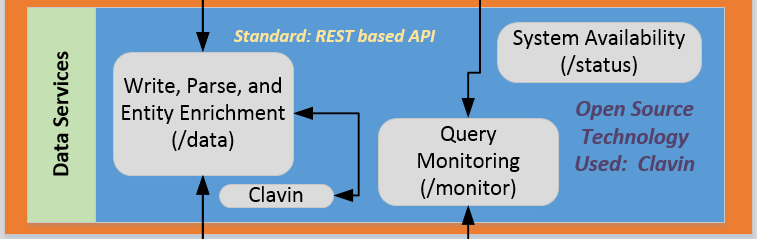 Data Services
Standard: REST based API
Write, Parse, and
Entity Enrichment
(/data)
Clavin
System Availability
(/status)
Query
Monitoring
(/monitor)
Open Source
Technology
Used: Clavin